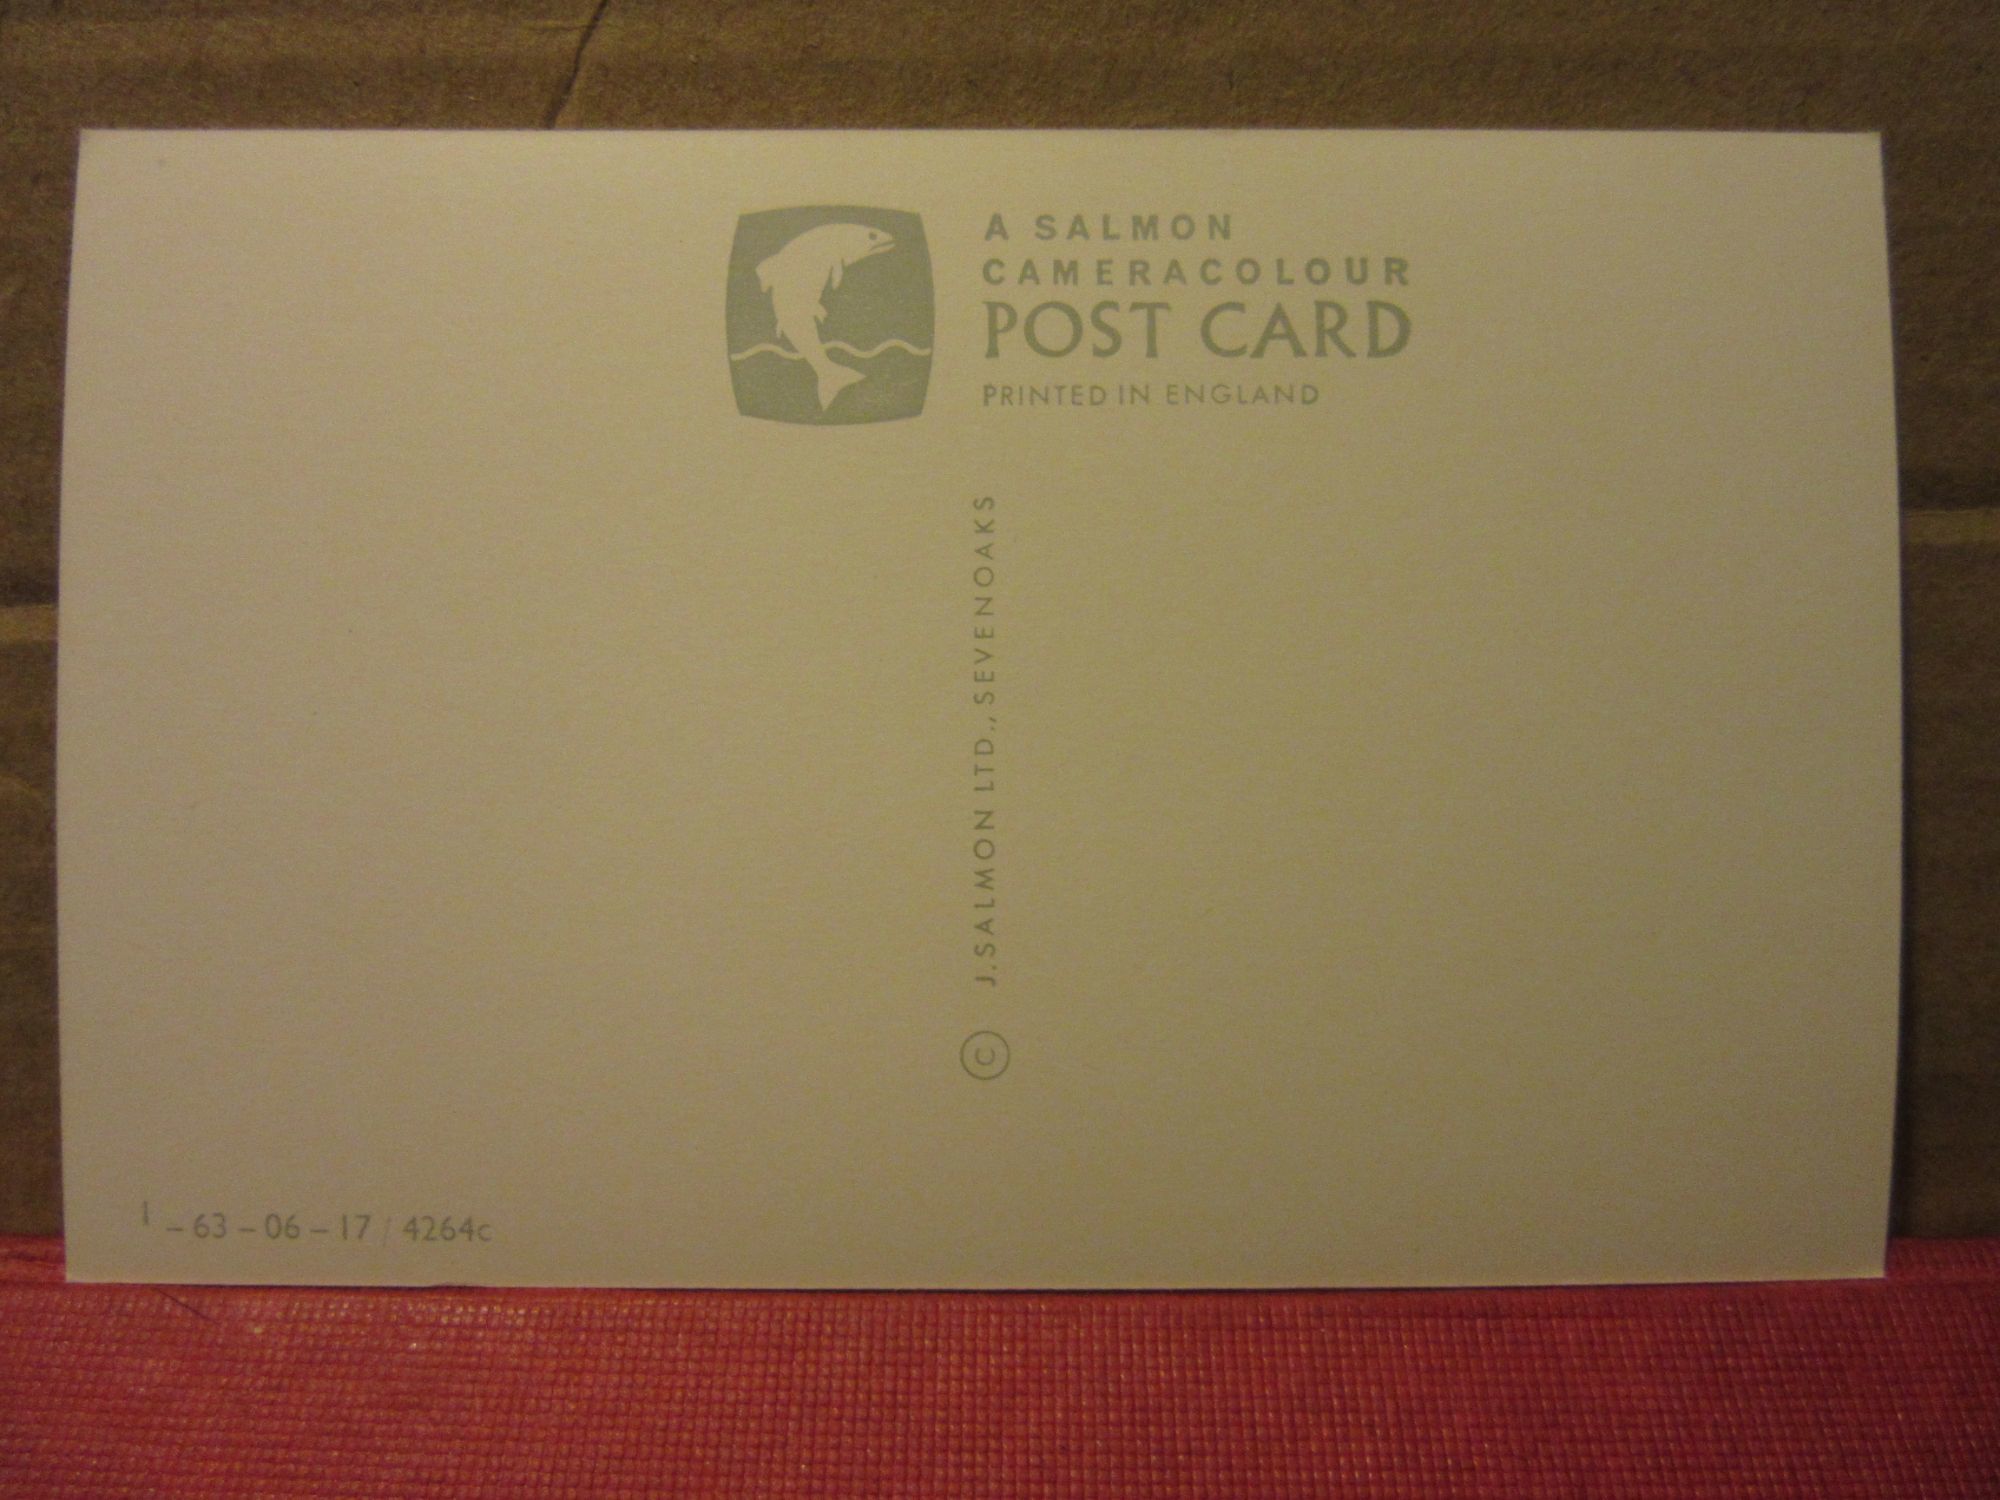 A SALMON
CAMERACOLOUR
POST CARD
PRINTED IN ENGLAND
© J. SALMON LTD., SEVENOAKS
1 – 63 – 06 – 17 / 4264c